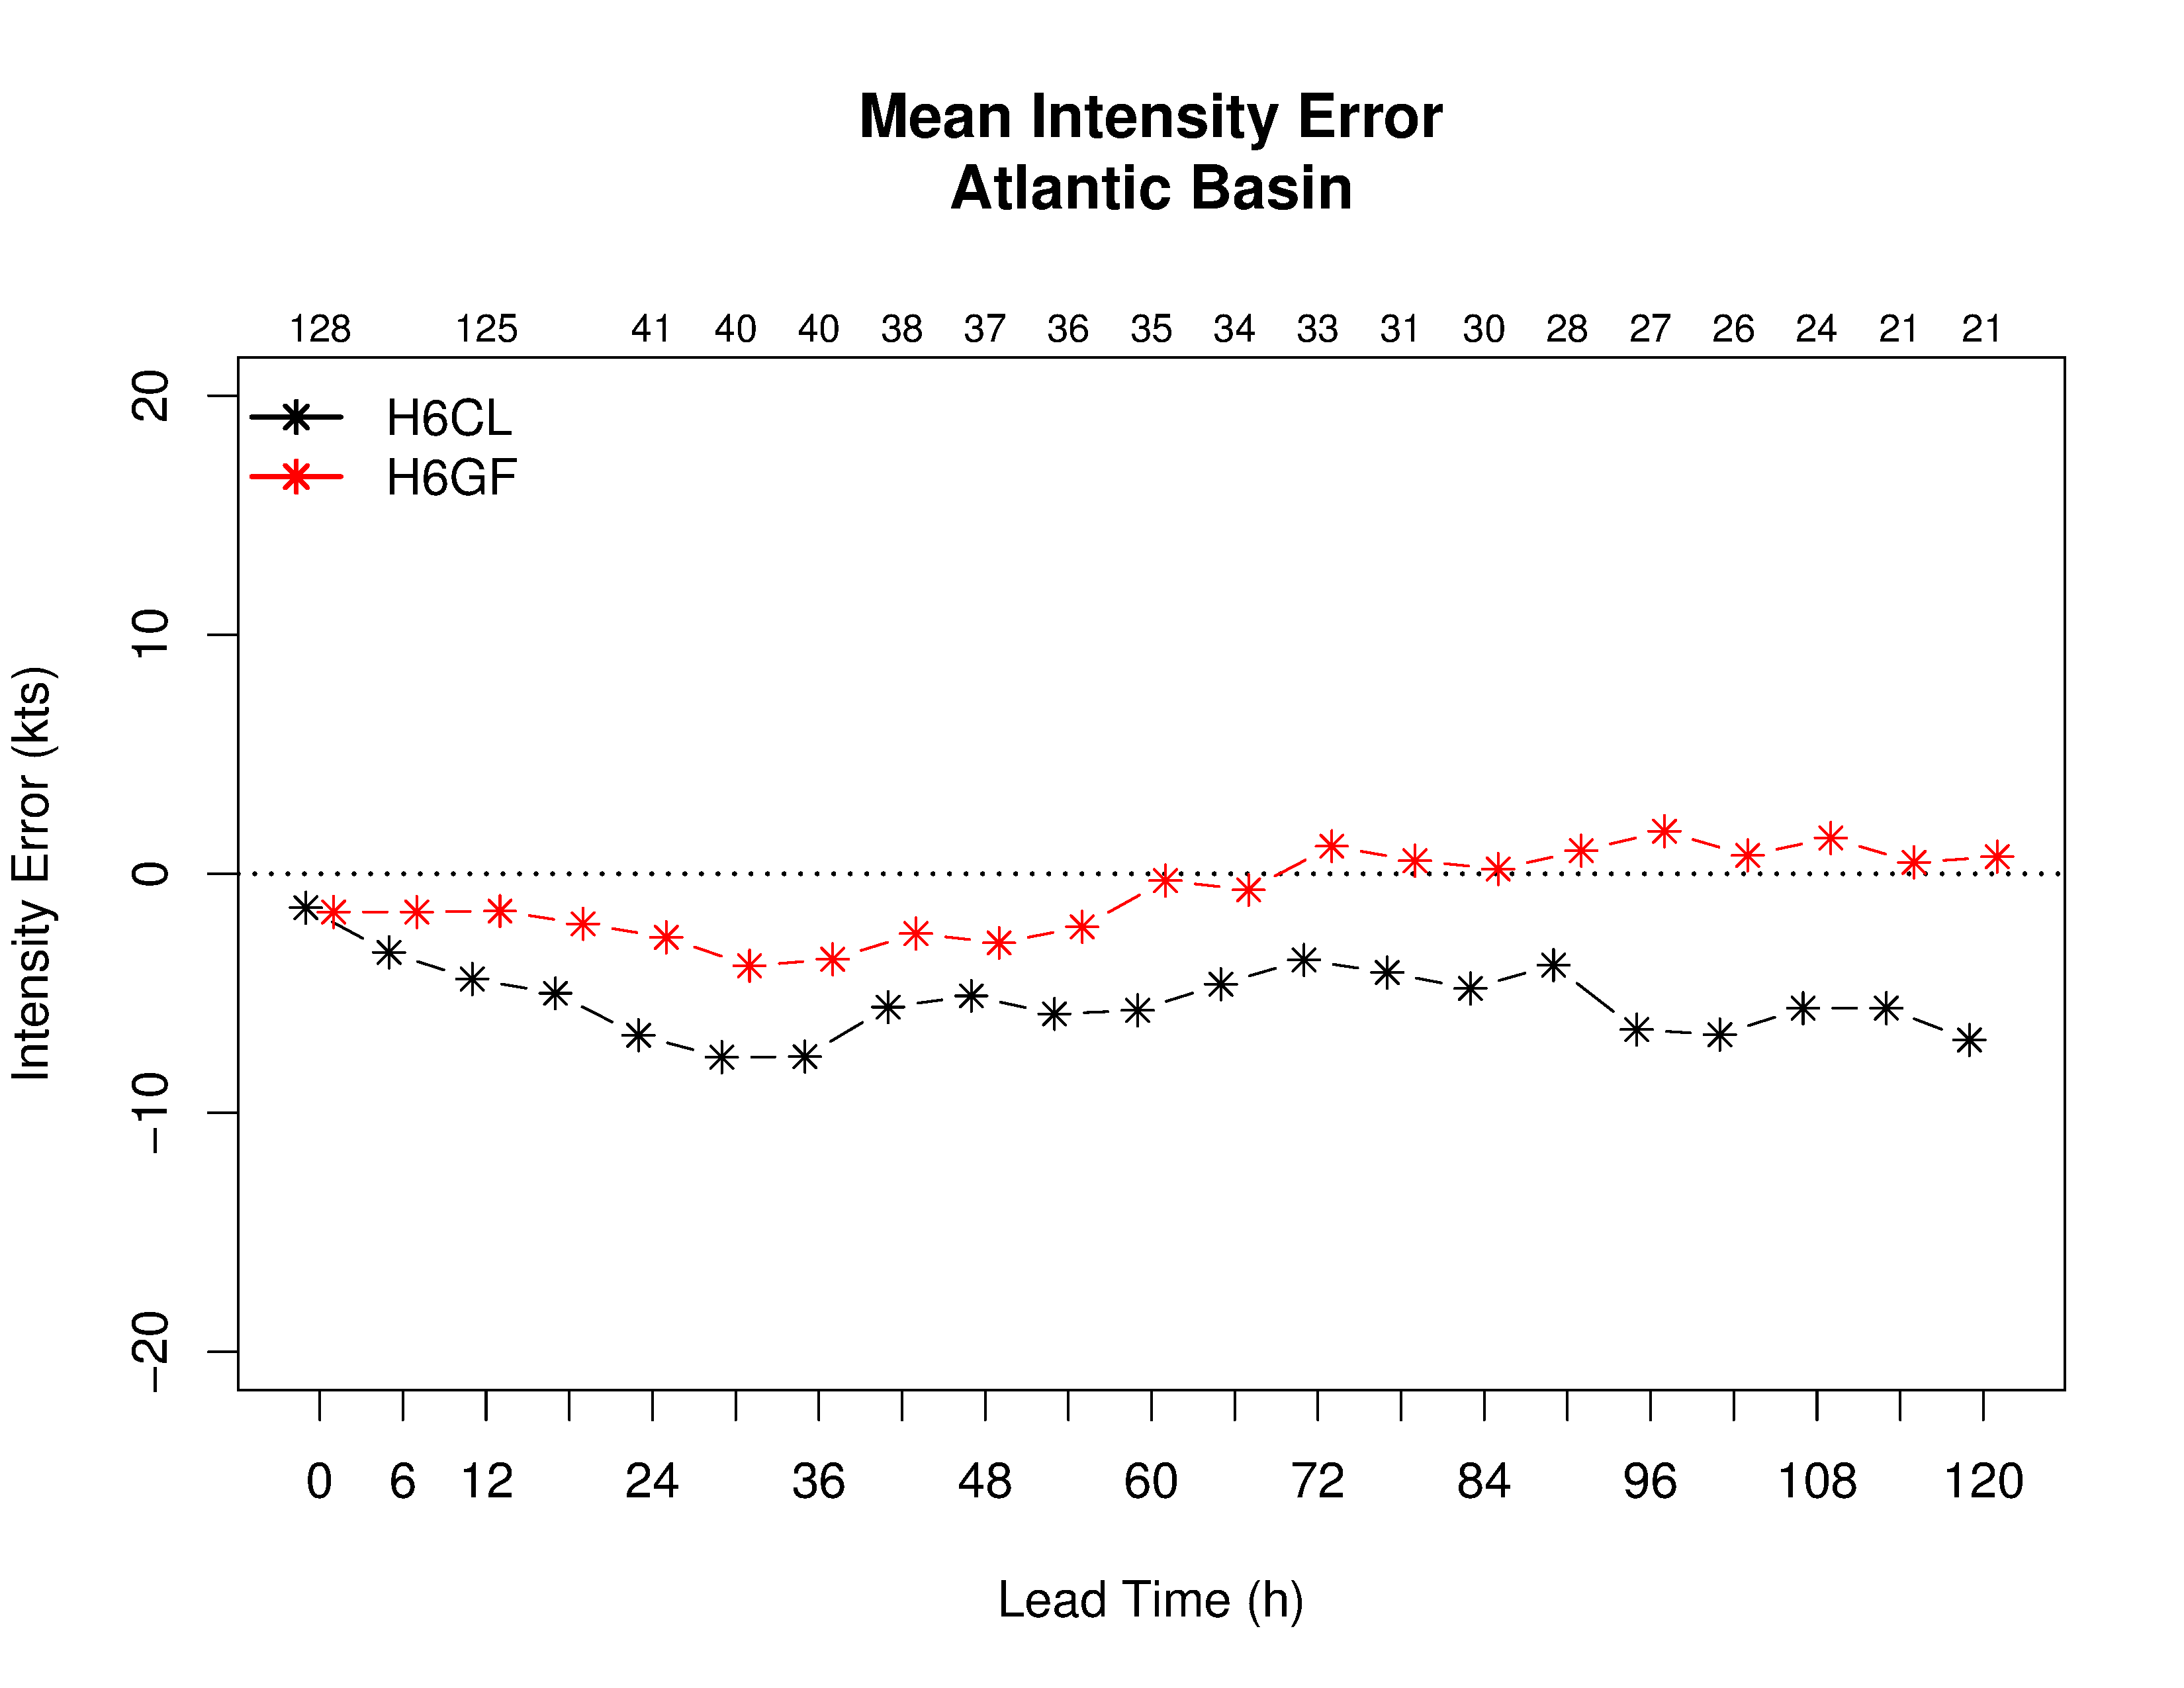 Mean Intensity Error
Atlantic Basin
128 125 41 40 40 38 37 36 35 34 33 31 30 28 27 26 24 21 21
H6CL
H6GF
20
10
0
−10
−20
Intensity Error (kts)
0 6 12 24 36 48 60 72 84 96 108 120
Lead Time (h)